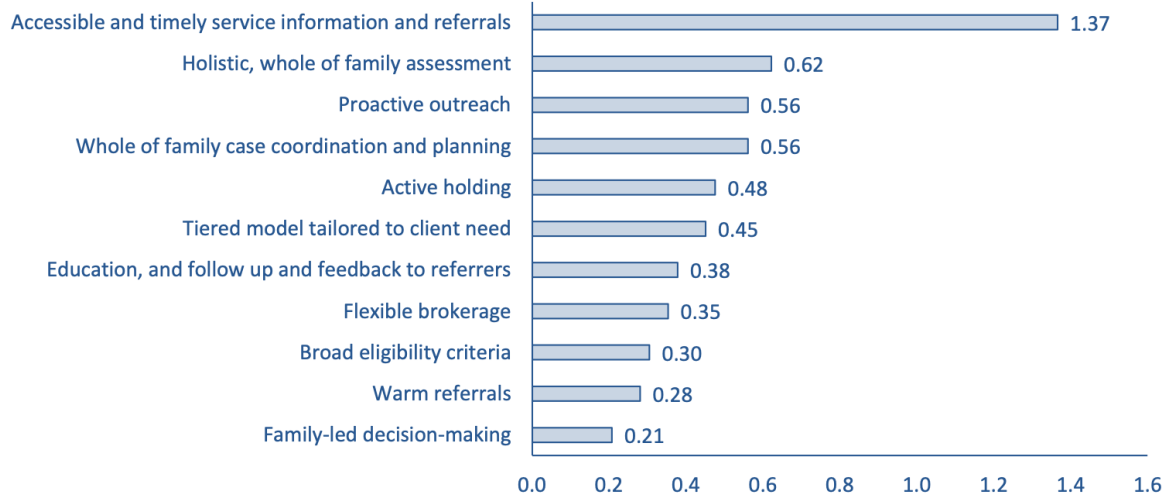 Accessible and timely service information and referrals 1.37
Holistic, whole of family assessment 0.62
Proactive outreach 0.56
Whole of family case coordination and planning 0.56
Active holding 0.48
Tiered model tailored to client need 0.45
Education, and follow up and feedback to referrers 0.38
Flexible brokerage 0.35
Broad eligibility criteria 0.30
Warm referrals 0.28
Family-led decision-making 0.21
0.0 0.2 0.4 0.6 0.8 1.0 1.2 1.4 1.6